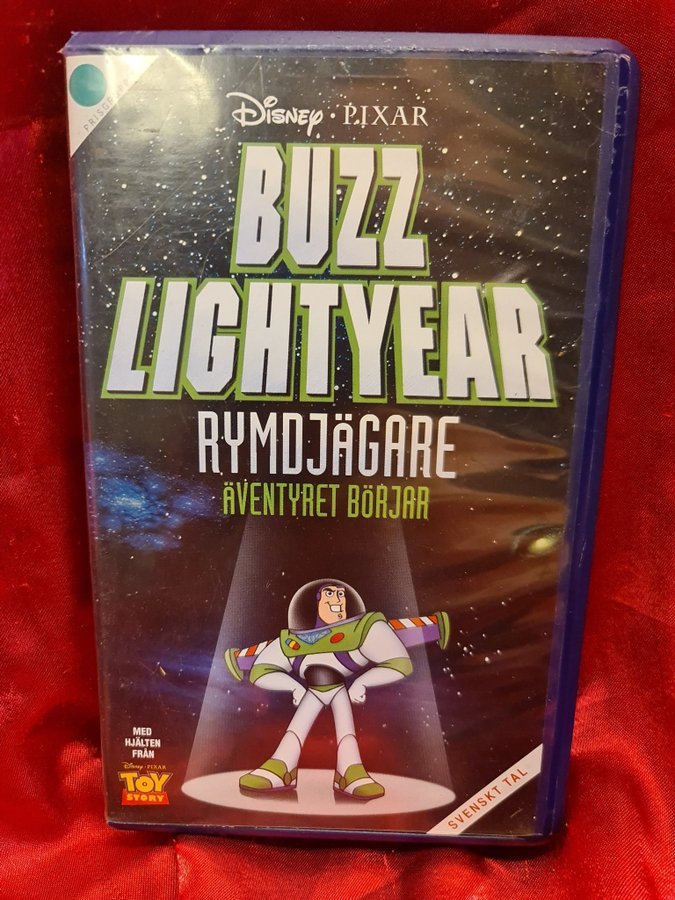 Disney · PIXAR
BUZZ
LIGHTYEAR
RYMDJÄGARE
ÄVENTYRET BÖRJAR
MED
HJÄLTEN
FRÅN
Disney · PIXAR
TOY
STORY
SVENSKT TAL